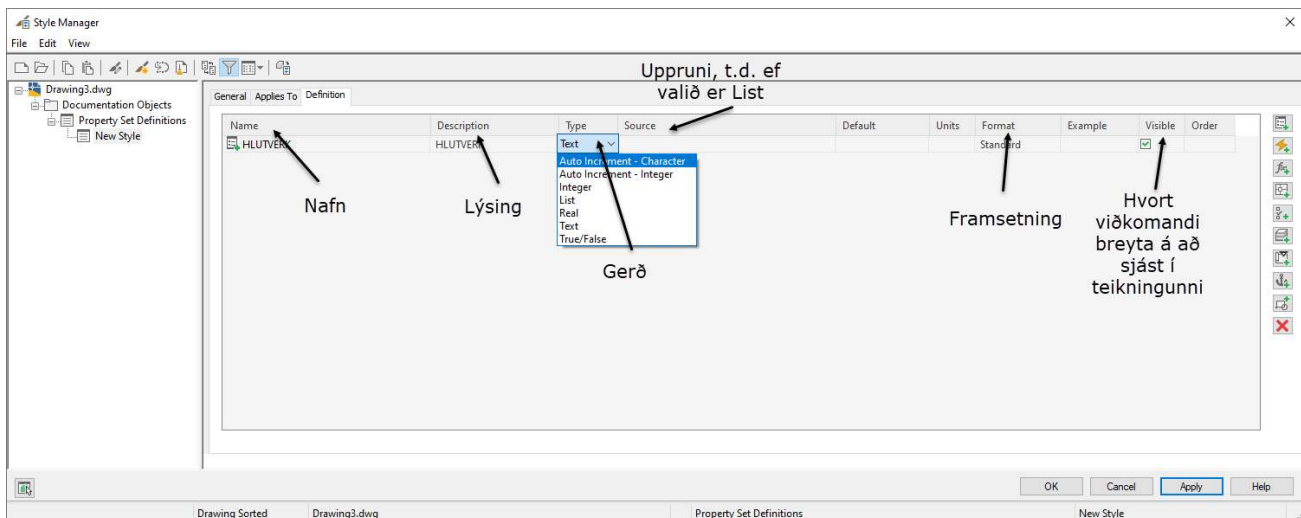 Style Manager
File Edit View
Uppruni, t.d. ef
valið er List
Drawing3.dwg
Documentation Objects
Property Set Definitions
New Style
General Applies To Definition
Name Description Type Source Default Units Format Example Visible Order
HLUTVERK HLUTVERK Text Standard
Auto Increment - Character
Auto Increment - Integer
Integer
List
Real
Text
True/False
Nafn
Lýsing
Gerð
Framsetning
Hvort
viðkomandi
breyta á að
sjást í
teikningunni
OK Cancel Apply Help
Drawing Sorted Drawing3.dwg Property Set Definitions New Style